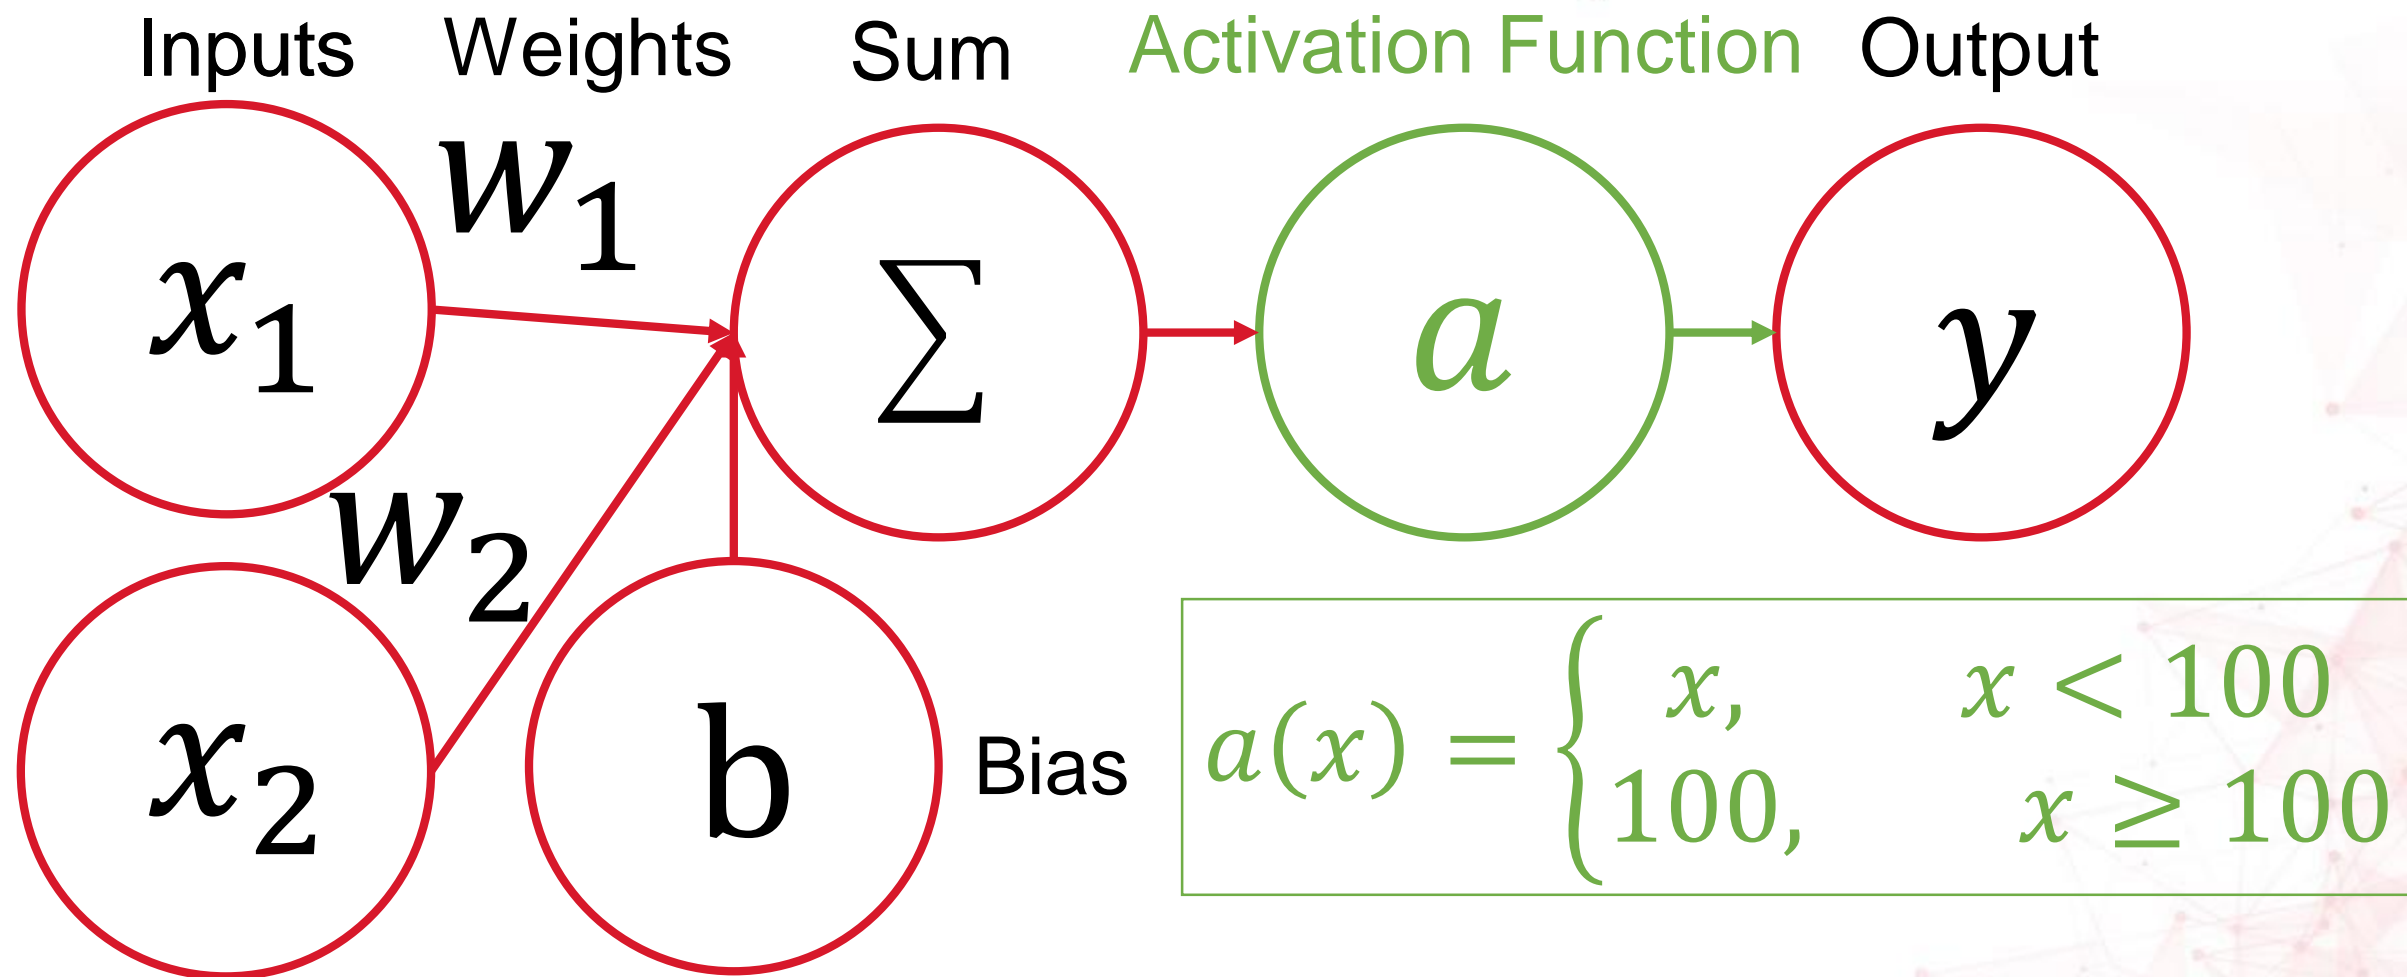 Inputs Weights Sum Activation Function Output
w₁
x₁ ∑ a y
w₂
x₂ b Bias
a(x) = { x, x < 100
100, x ≥ 100